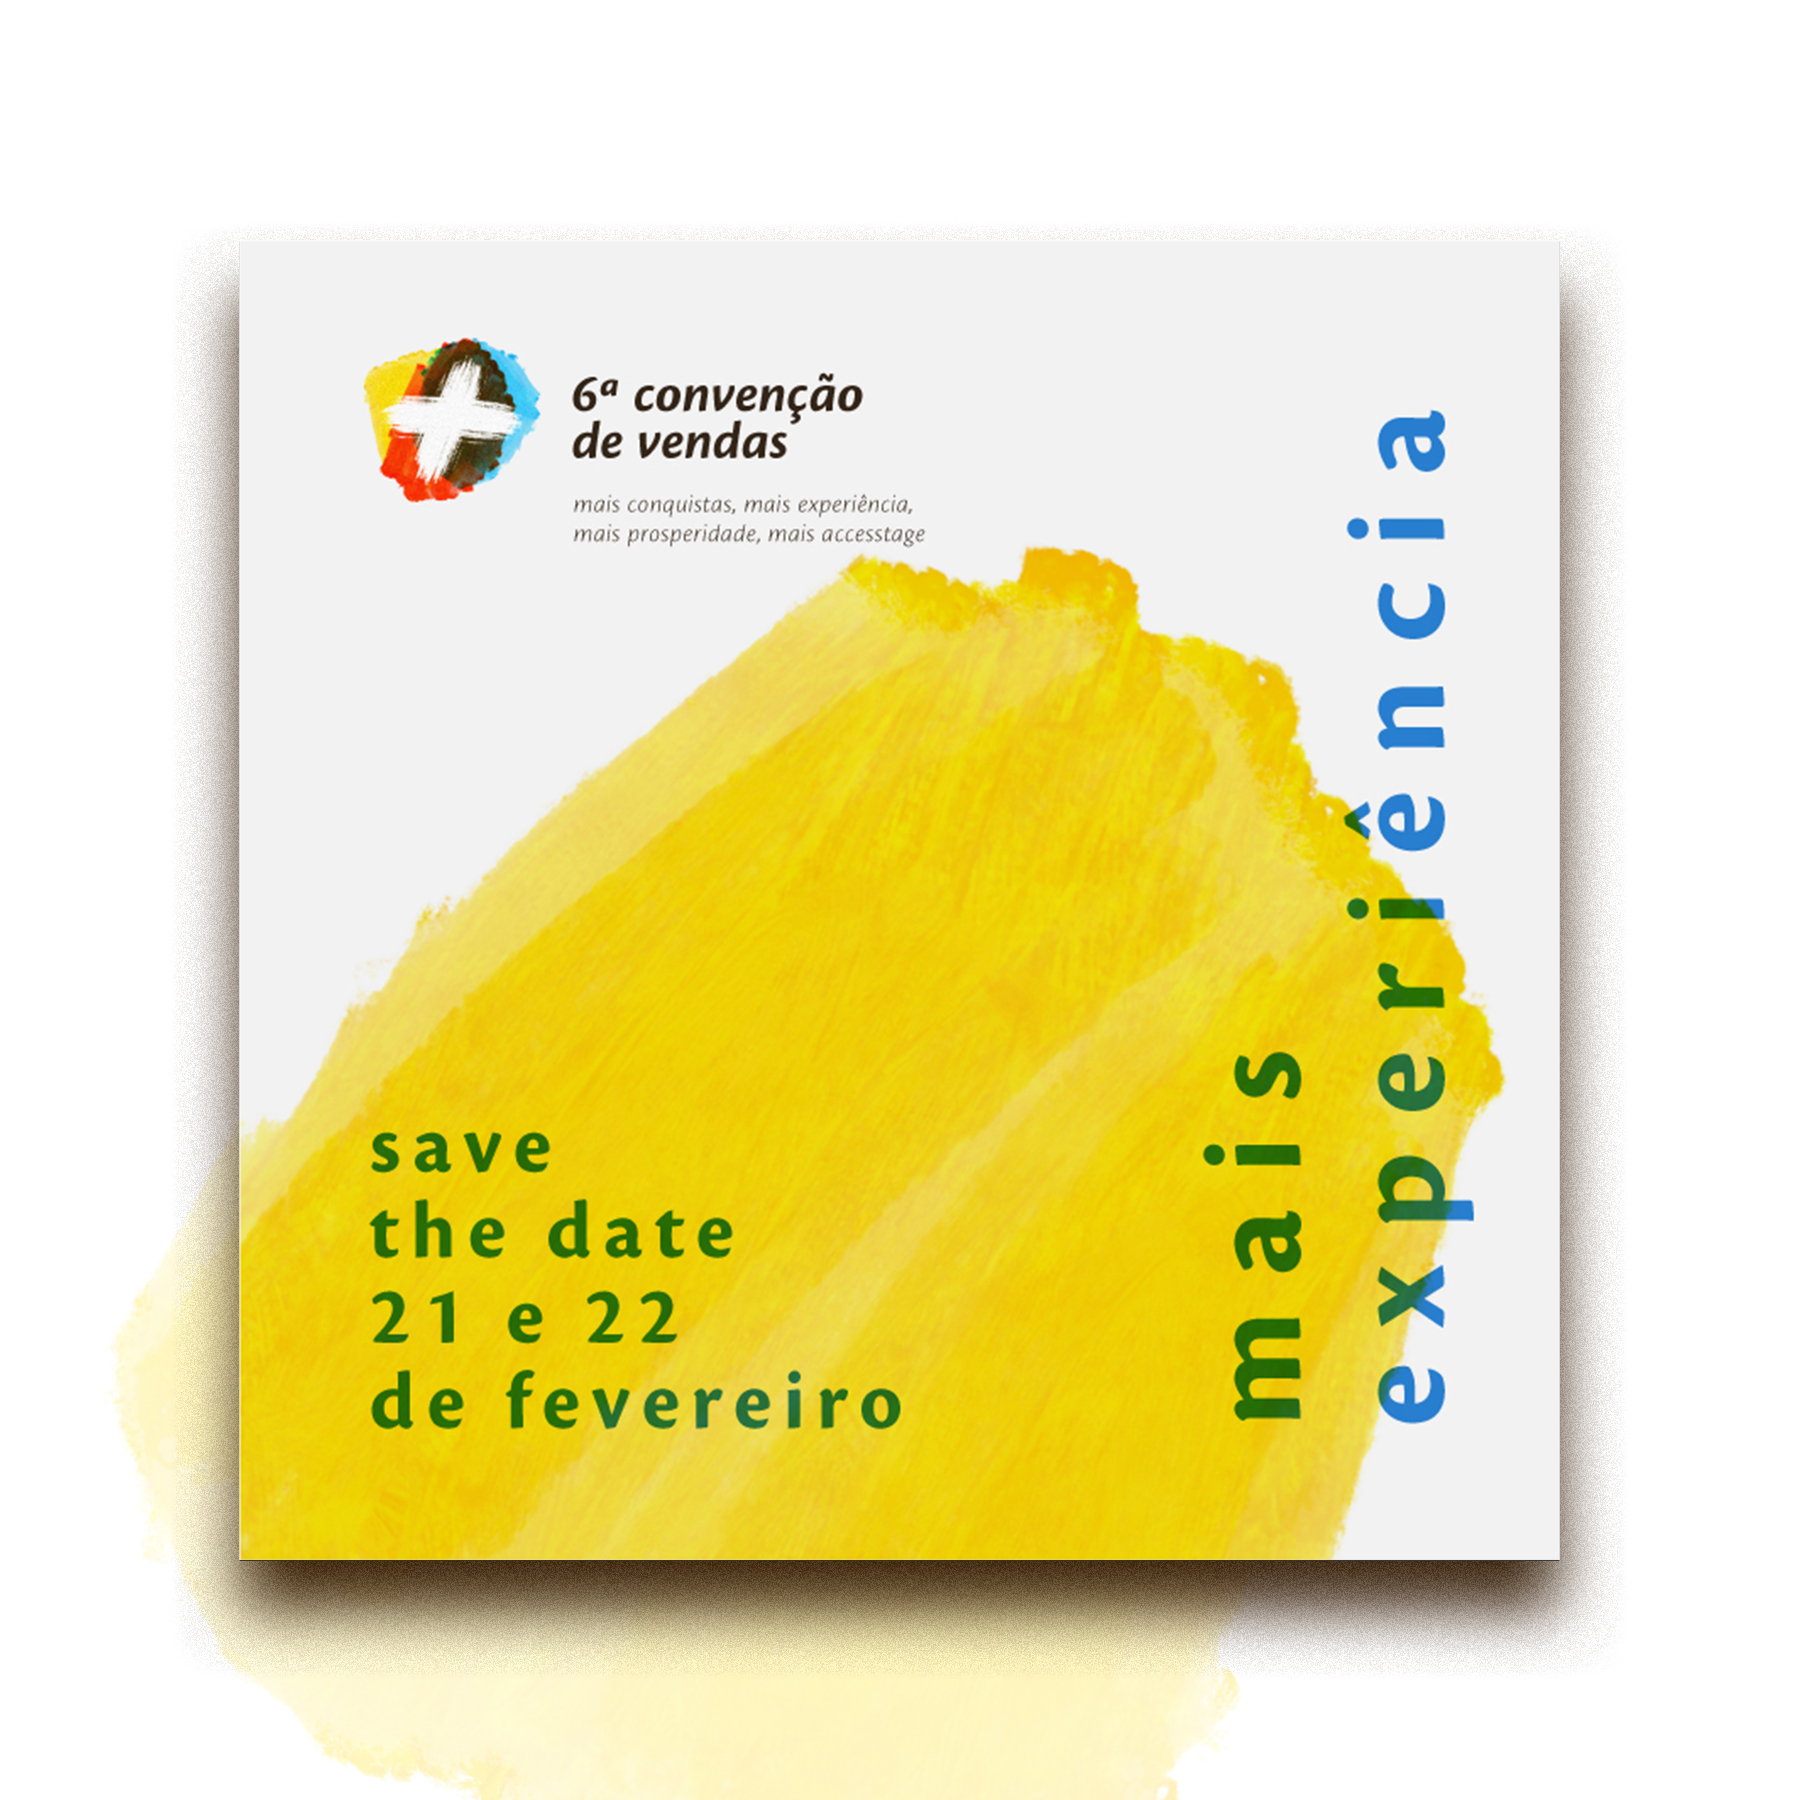 6ª convenção
de vendas
mais conquistas, mais experiência,
mais prosperidade, mais accesstage
save
the date
21 e 22
de fevereiro
mais
experiência